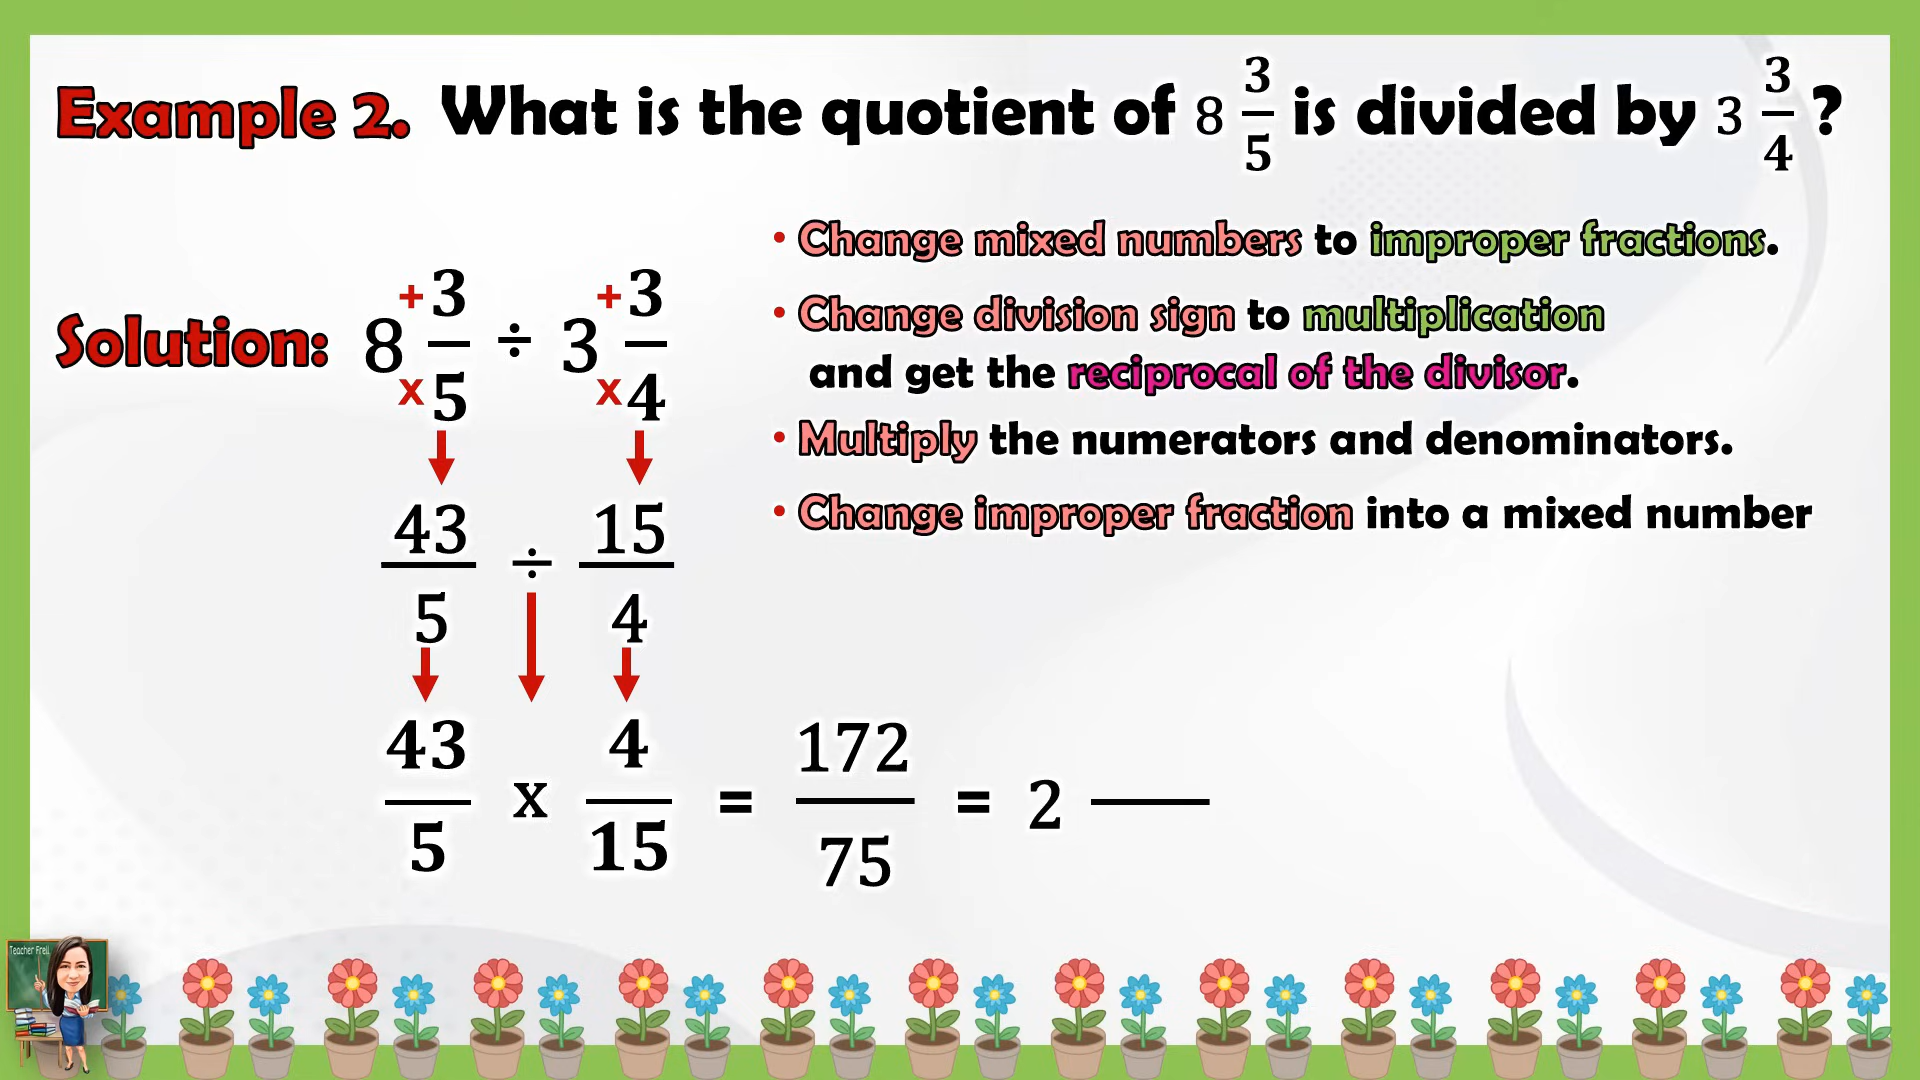 Example 2. What is the quotient of 8 3/5 is divided by 3 3/4 ?
• Change mixed numbers to improper fractions.
• Change division sign to multiplication
and get the reciprocal of the divisor.
• Multiply the numerators and denominators.
• Change improper fraction into a mixed number
Solution: 8 + 3 / x 5 ÷ 3 + 3 / x 4
43/5 ÷ 15/4
43/5 x 4/15 = 172/75 = 2 —
Teacher Frell